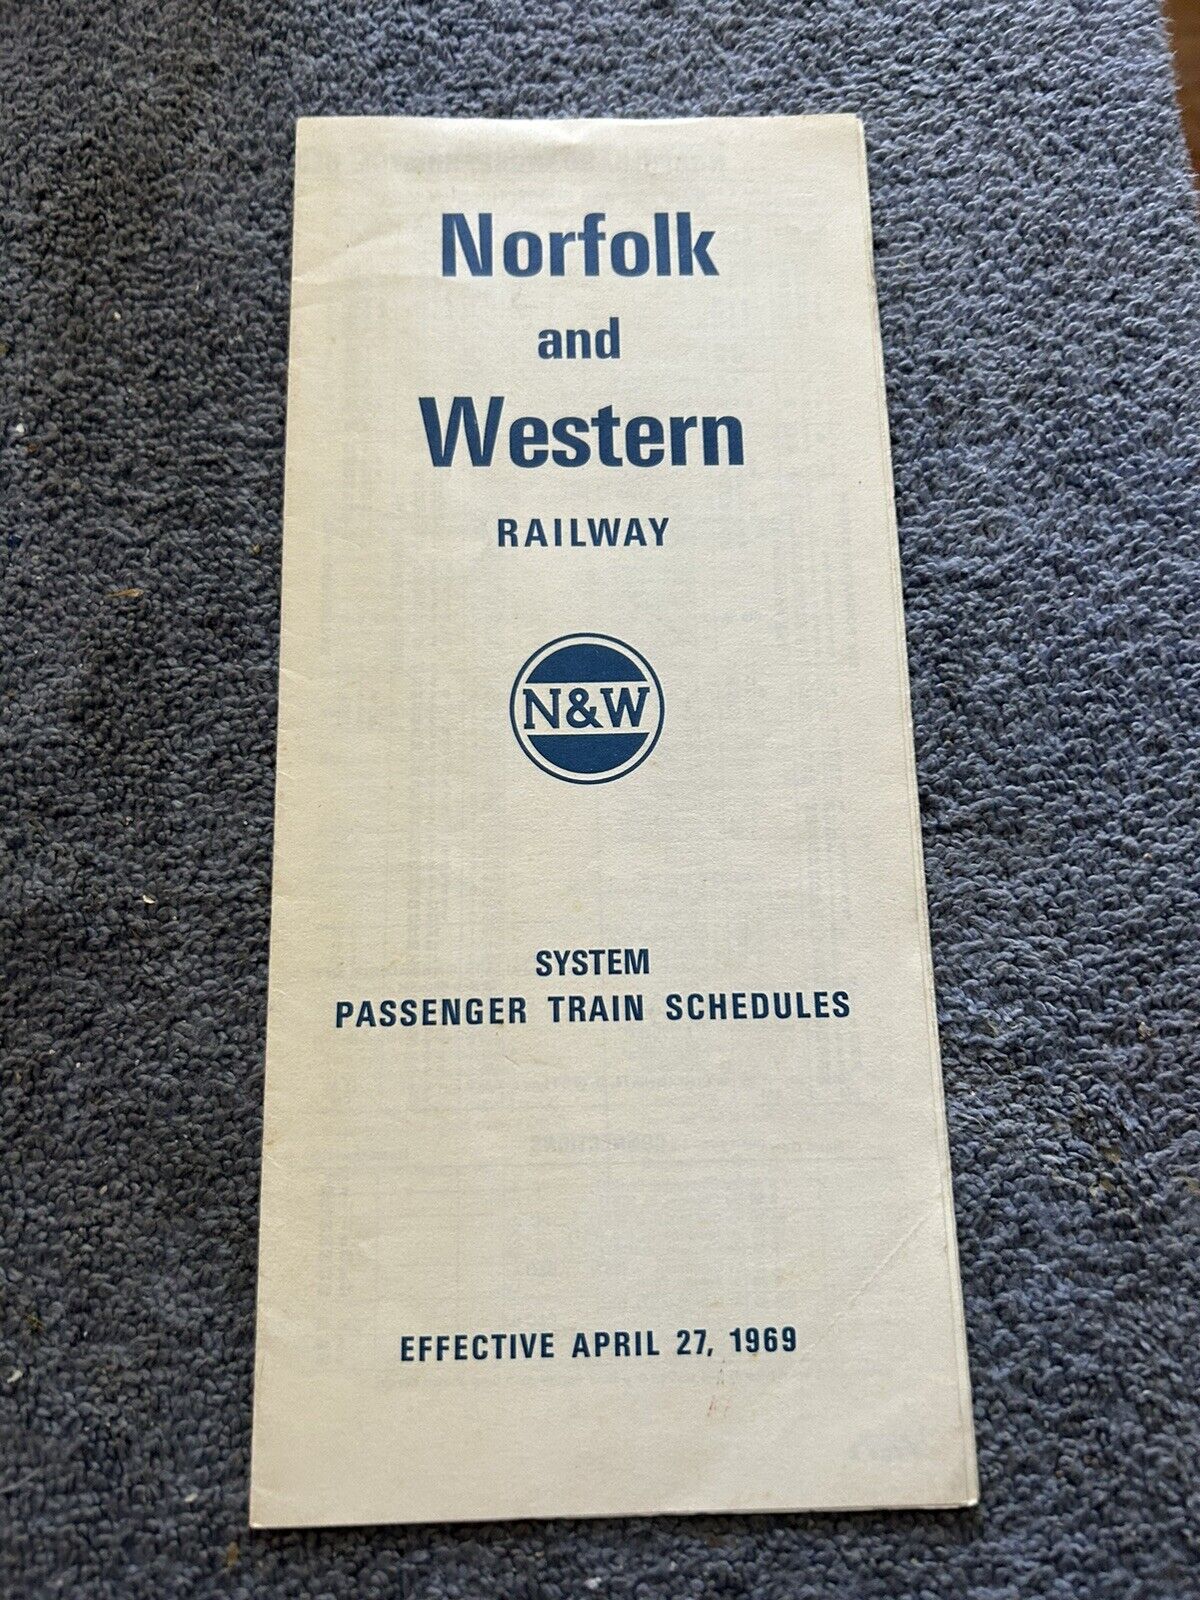 Norfolk
and
Western
RAILWAY
N&W
SYSTEM
PASSENGER TRAIN SCHEDULES
EFFECTIVE APRIL 27, 1969